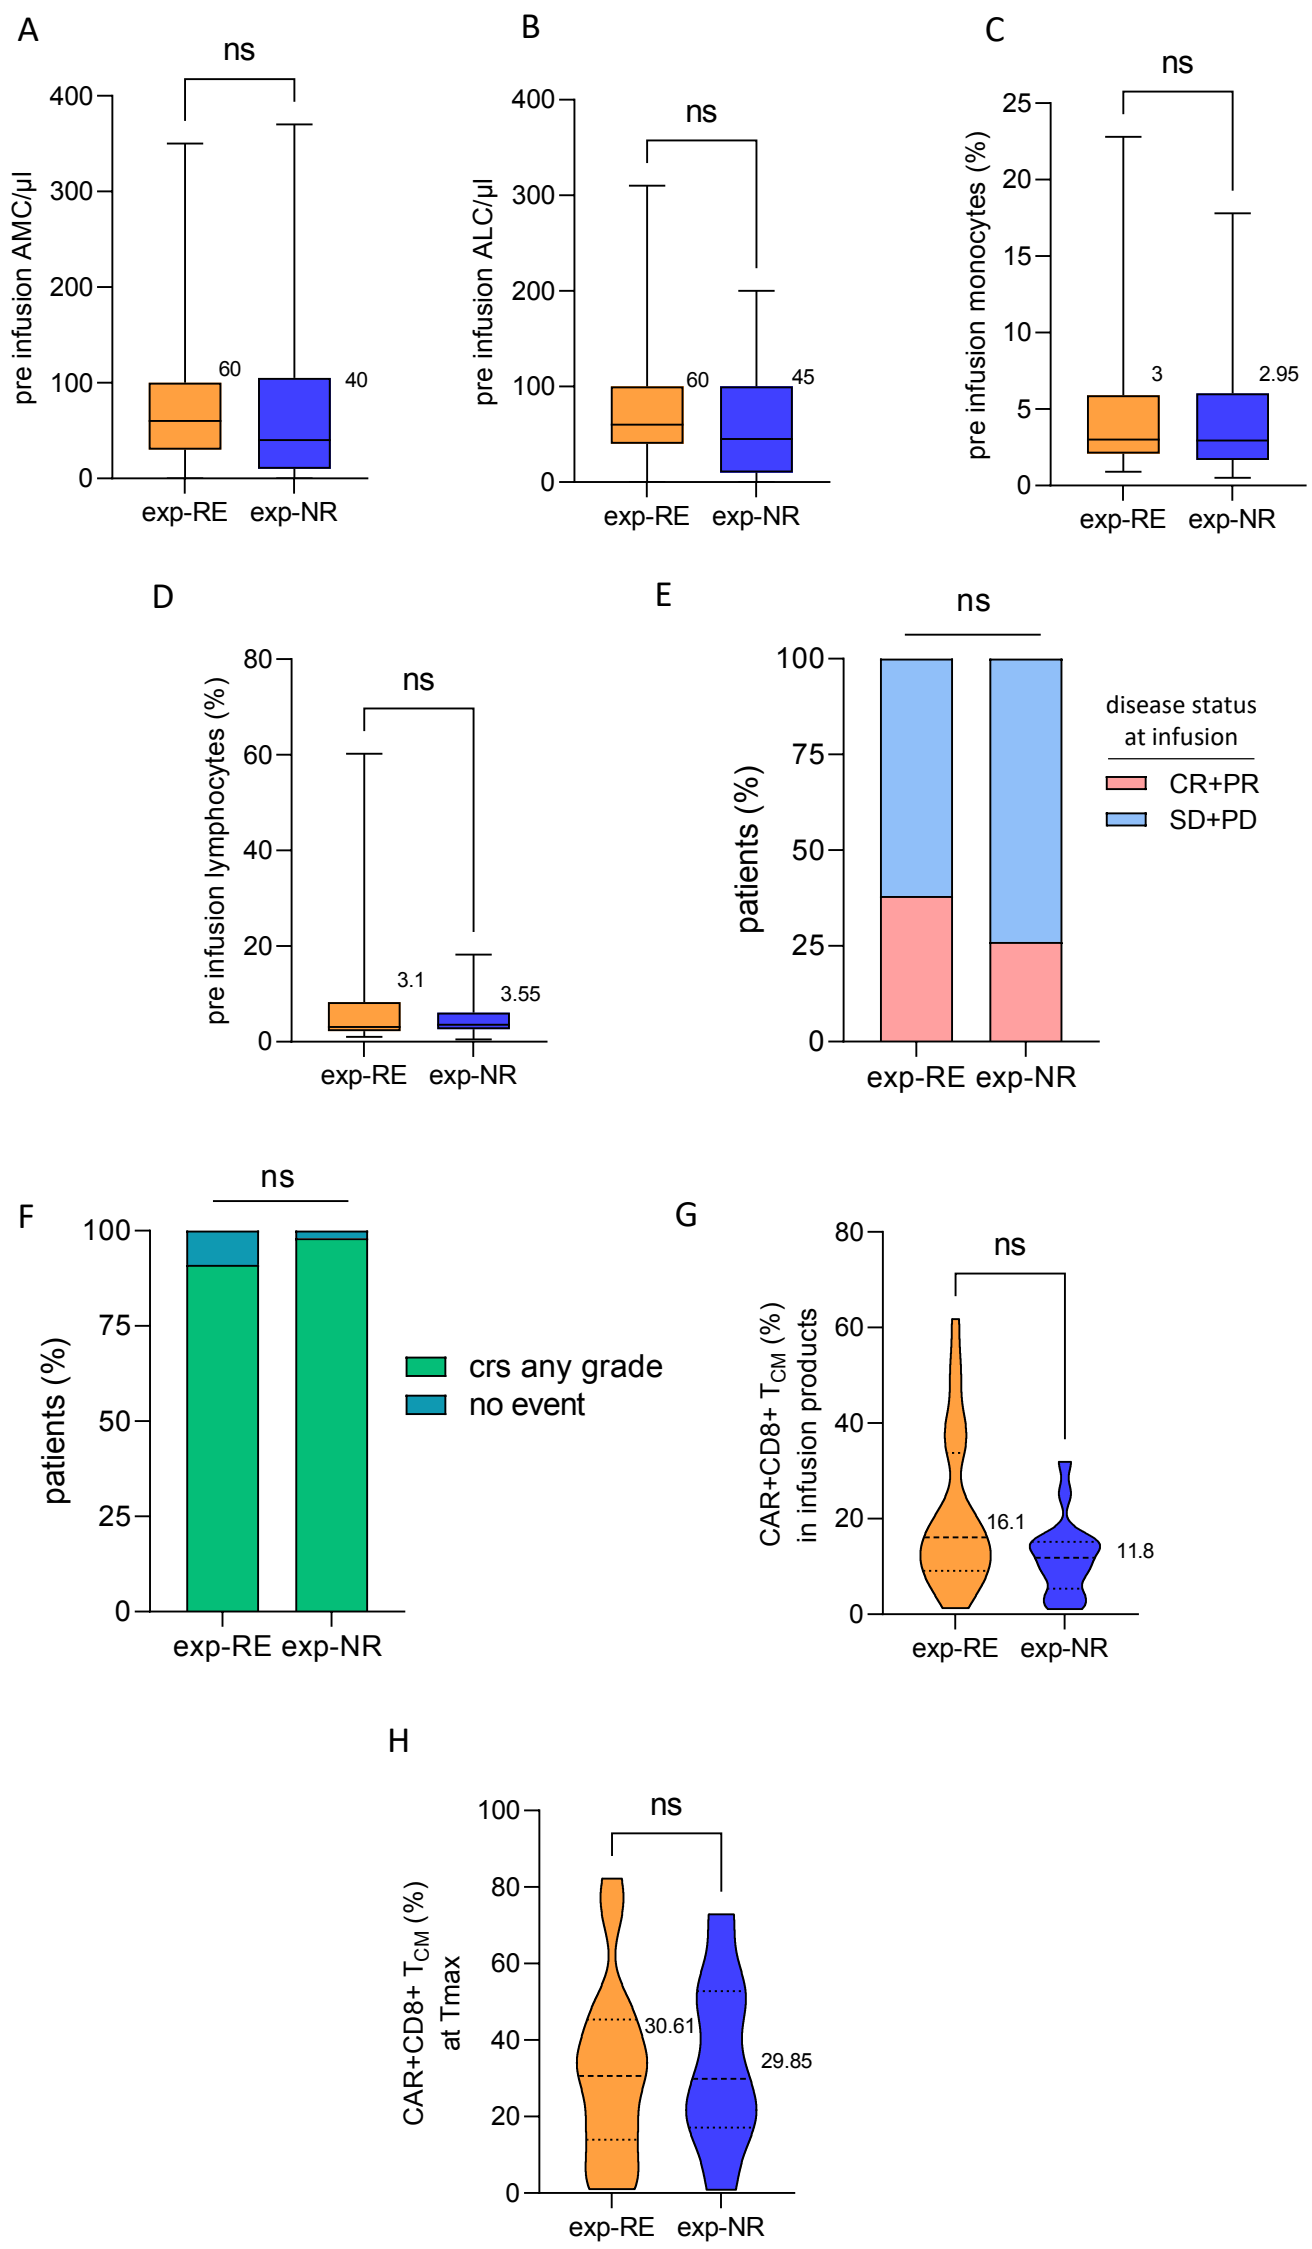 A
ns
pre infusion AMC/µl
400
300
200
100
0
60
40
exp-RE exp-NR
B
ns
pre infusion ALC/µl
400
300
200
100
0
60
45
exp-RE exp-NR
C
ns
pre infusion monocytes (%)
25
20
15
10
5
0
3
2.95
exp-RE exp-NR
D
ns
pre infusion lymphocytes (%)
80
60
40
20
0
3.1
3.55
exp-RE exp-NR
E
ns
patients (%)
100
75
50
25
0
exp-RE exp-NR
disease status
at infusion
CR+PR
SD+PD
F
ns
patients (%)
100
75
50
25
0
exp-RE exp-NR
crs any grade
no event
G
ns
CAR+CD8+ TCM (%)
in infusion products
80
60
40
20
0
16.1
11.8
exp-RE exp-NR
H
ns
CAR+CD8+ TCM (%)
at Tmax
100
80
60
40
20
0
30.61
29.85
exp-RE exp-NR